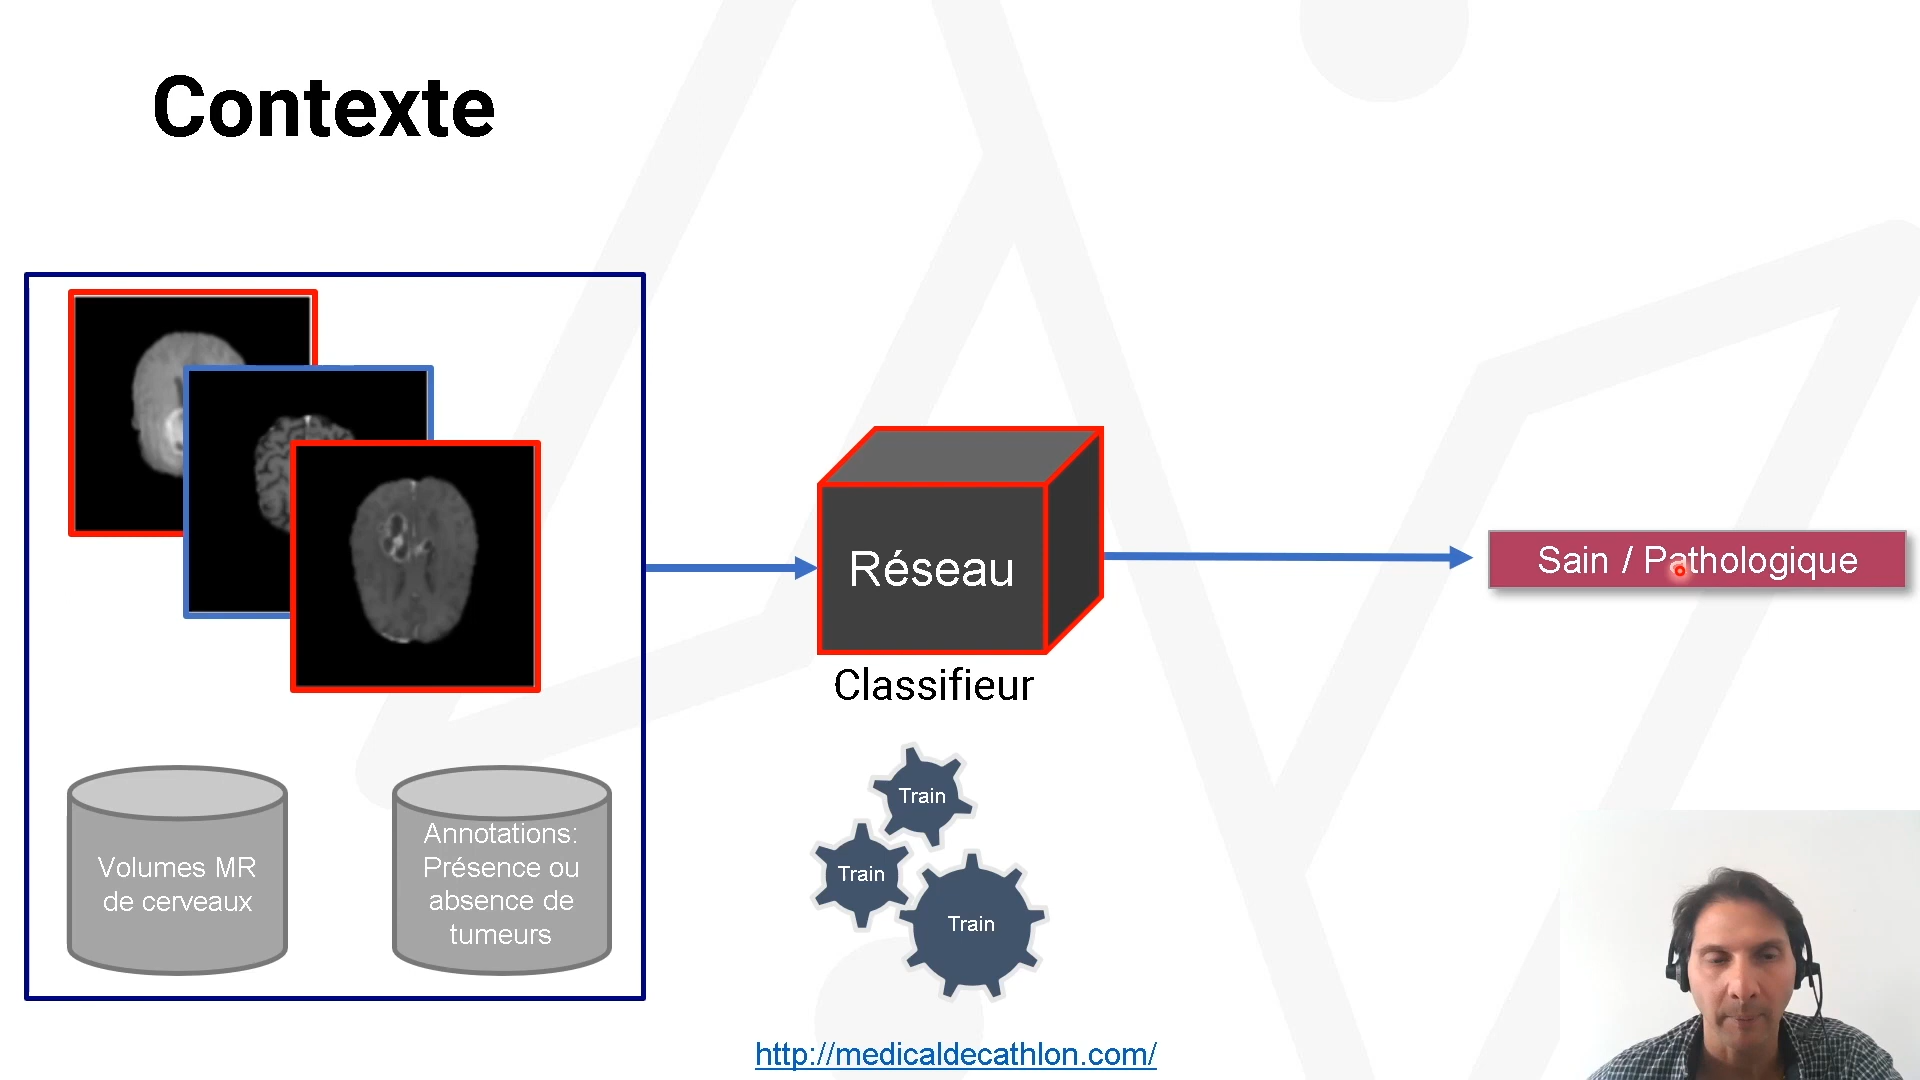 Contexte
Réseau
Sain / Pathologique
Classifieur
Train
Train
Train
Volumes MR
de cerveaux
Annotations:
Présence ou
absence de
tumeurs
http://medicaldecathlon.com/